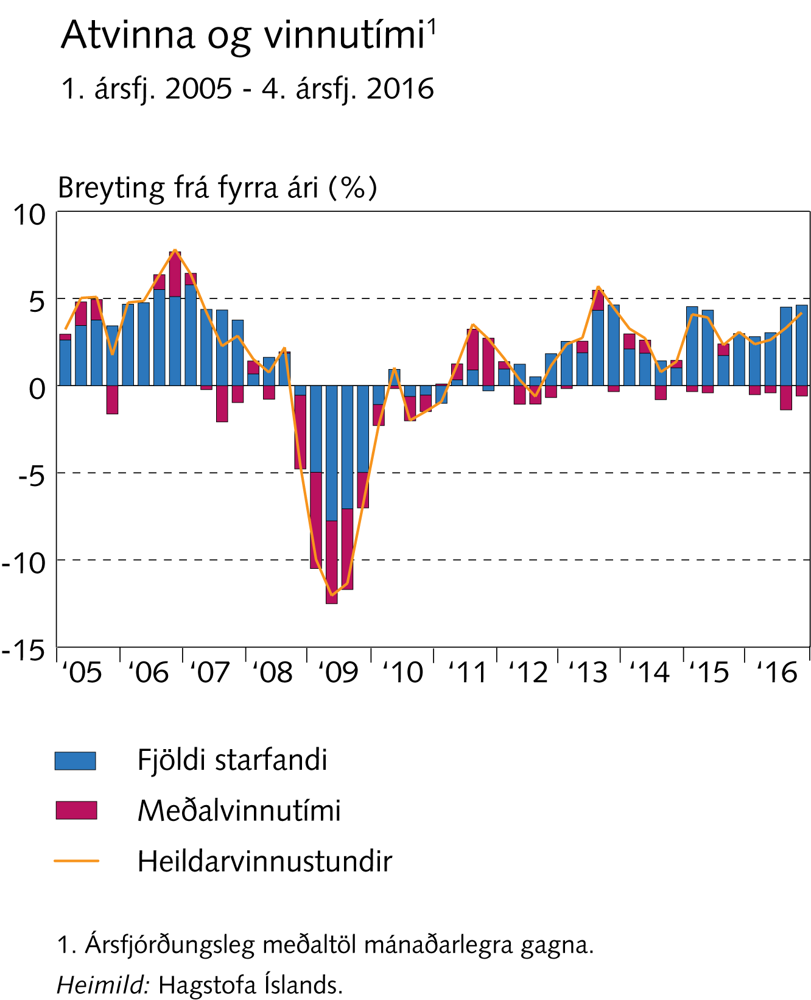 Atvinna og vinnutími¹
1. ársfj. 2005 - 4. ársfj. 2016
Breyting frá fyrra ári (%)
10
5
0
-5
-10
-15
‘05 ‘06 ‘07 ‘08 ‘09 ‘10 ‘11 ‘12 ‘13 ‘14 ‘15 ‘16
Fjöldi starfandi
Meðalvinnutími
Heildarvinnustundir
1. Ársfjórðungsleg meðaltöl mánaðarlegra gagna.
Heimild: Hagstofa Íslands.